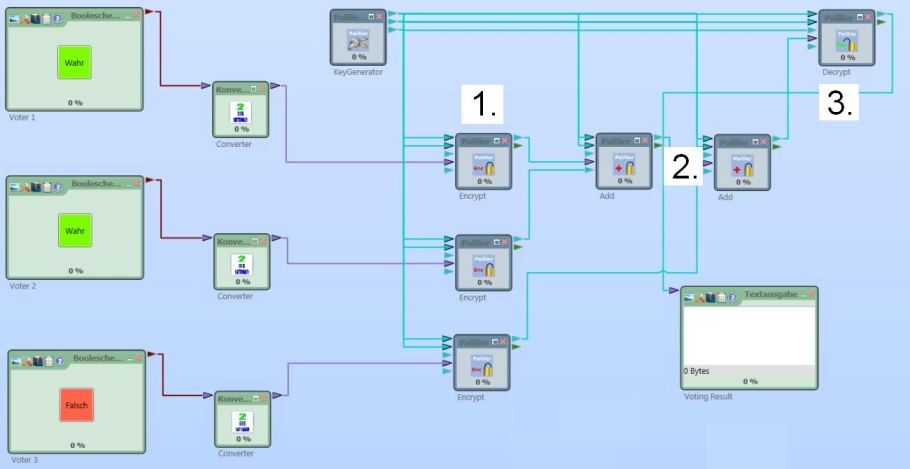 Boolesche...
Wahr
0 %
Voter 1
Konve...
0 %
Converter
Paillie...
Paillier
0 %
KeyGenerator
Paillier
0 %
Decrypt
1.
2.
3.
Paillier
Paillier
Enc
0 %
Encrypt
Paillier
Paillier
0 %
Add
Paillier
Paillier
0 %
Add
Boolesche...
Wahr
0 %
Voter 2
Konve...
0 %
Converter
Paillier
Paillier
Enc
0 %
Encrypt
Textausgabe
0 Bytes
0 %
Voting Result
Boolesche...
Falsch
0 %
Voter 3
Konve...
0 %
Converter
Paillier
Paillier
Enc
0 %
Encrypt